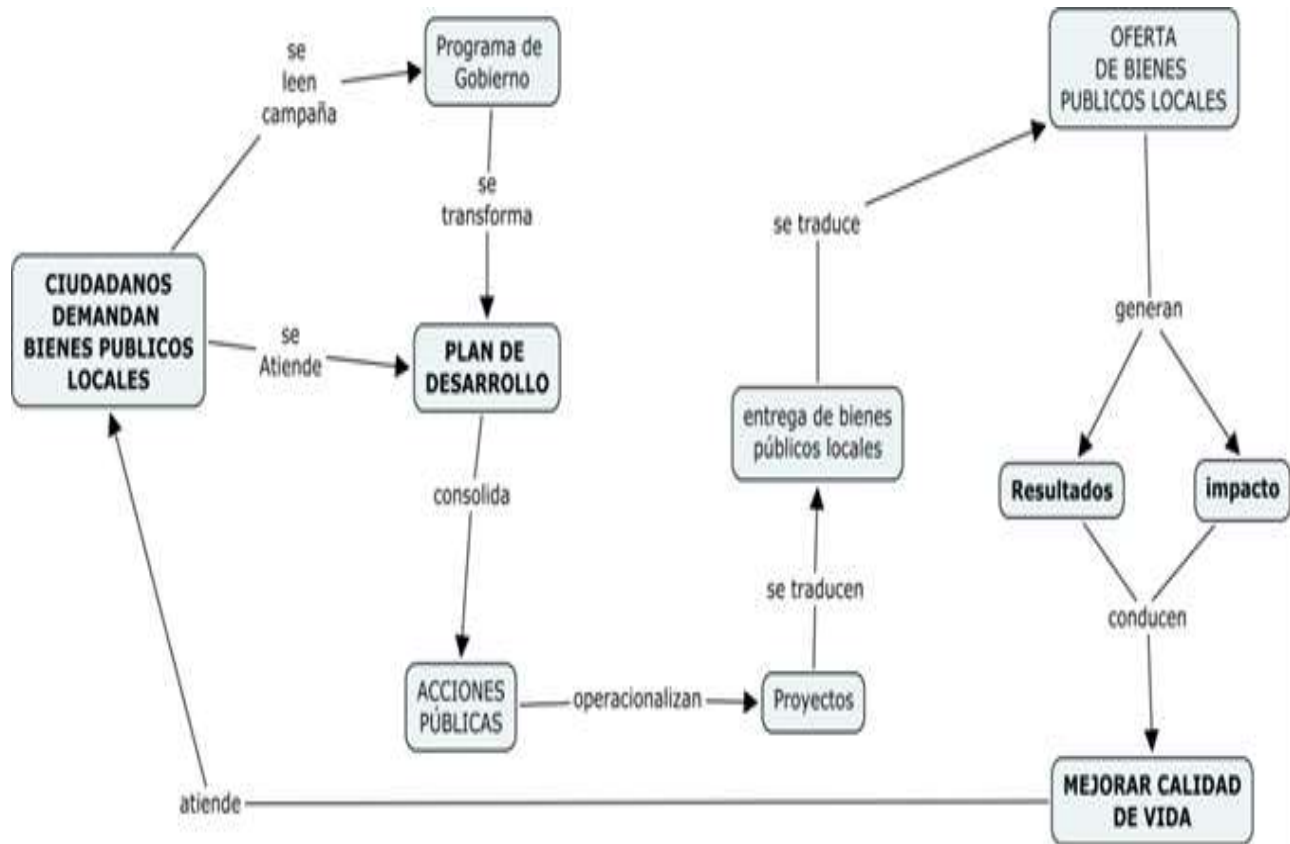 se
leen
campaña
Programa de
Gobierno
OFERTA
DE BIENES
PUBLICOS LOCALES
se
transforma
se traduce
CIUDADANOS
DEMANDAN
BIENES PUBLICOS
LOCALES
se
Atiende
PLAN DE
DESARROLLO
generan
entrega de bienes
públicos locales
consolida
Resultados
impacto
se traducen
conducen
ACCIONES
PÚBLICAS
operacionalizan
Proyectos
MEJORAR CALIDAD
DE VIDA
atiende